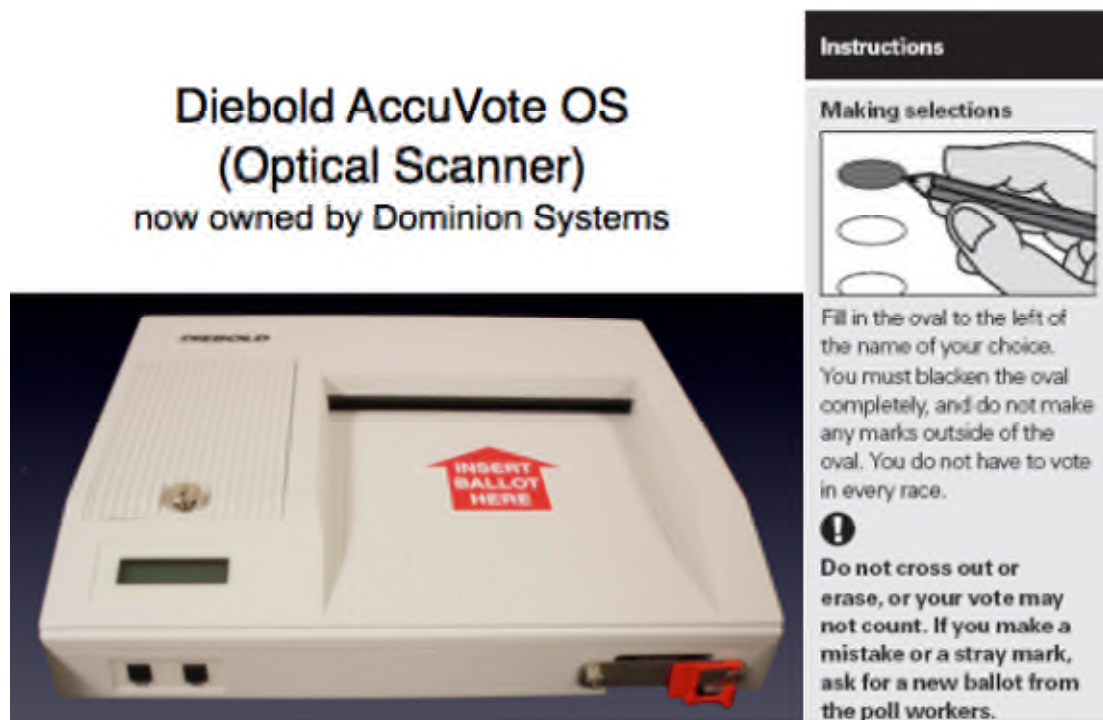 Diebold AccuVote OS
(Optical Scanner)
now owned by Dominion Systems
DIEBOLD
INSERT
BALLOT
HERE
Instructions
Making selections
Fill in the oval to the left of
the name of your choice.
You must blacken the oval
completely, and do not make
any marks outside of the
oval. You do not have to vote
in every race.
Do not cross out or
erase, or your vote may
not count. If you make a
mistake or a stray mark,
ask for a new ballot from
the poll workers.